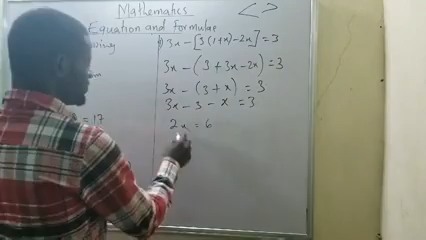 Mathematics
< >
Equation and Formulae
3x - [3(1+x) - 2x] = 3
3x - (3 + 3x - 2x) = 3
3x - (3 + x) = 3
3x - 3 - x = 3
= 17
2x = 6